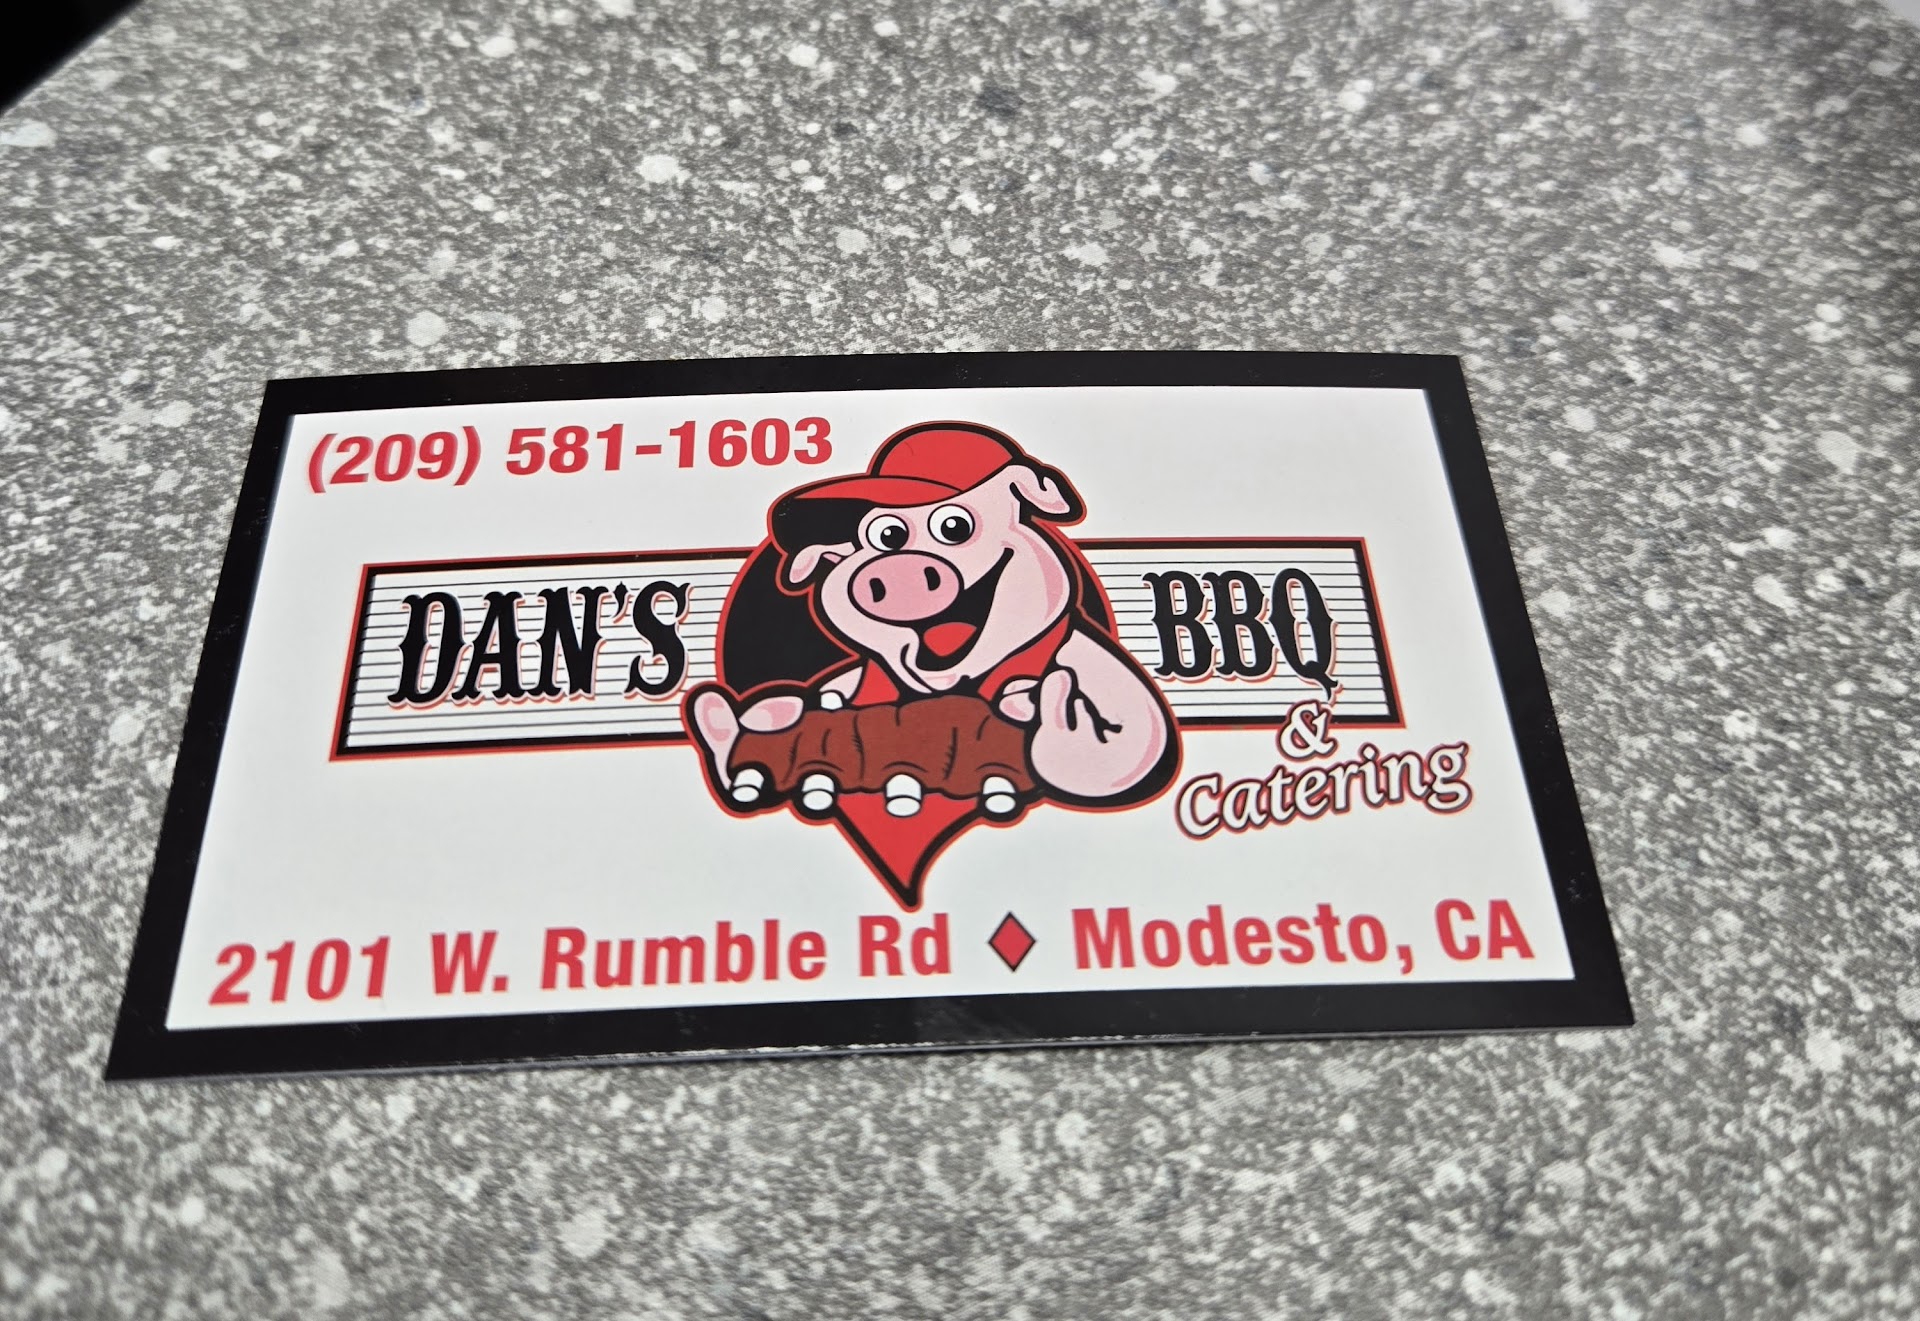 (209) 581-1603
DAN'S BBQ
& Catering
2101 W. Rumble Rd ♦ Modesto, CA